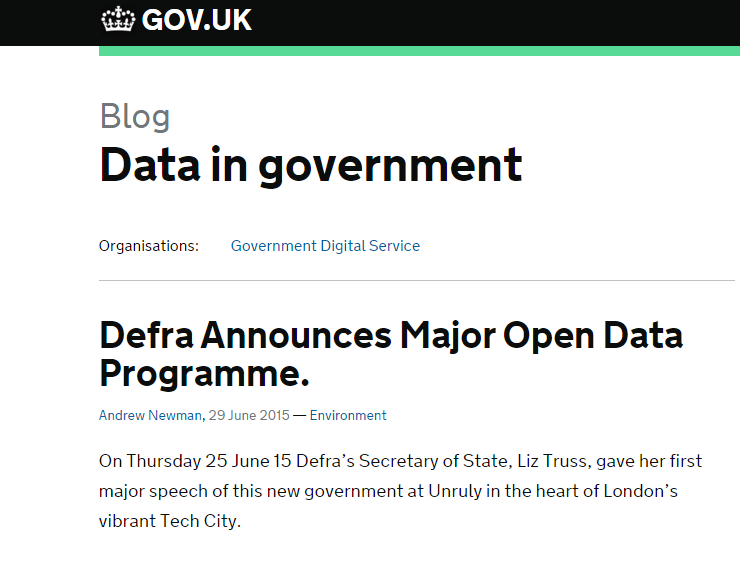 GOV.UK
Blog
Data in government
Organisations: Government Digital Service
Defra Announces Major Open Data
Programme.
Andrew Newman, 29 June 2015 — Environment
On Thursday 25 June 15 Defra’s Secretary of State, Liz Truss, gave her first
major speech of this new government at Unruly in the heart of London’s
vibrant Tech City.